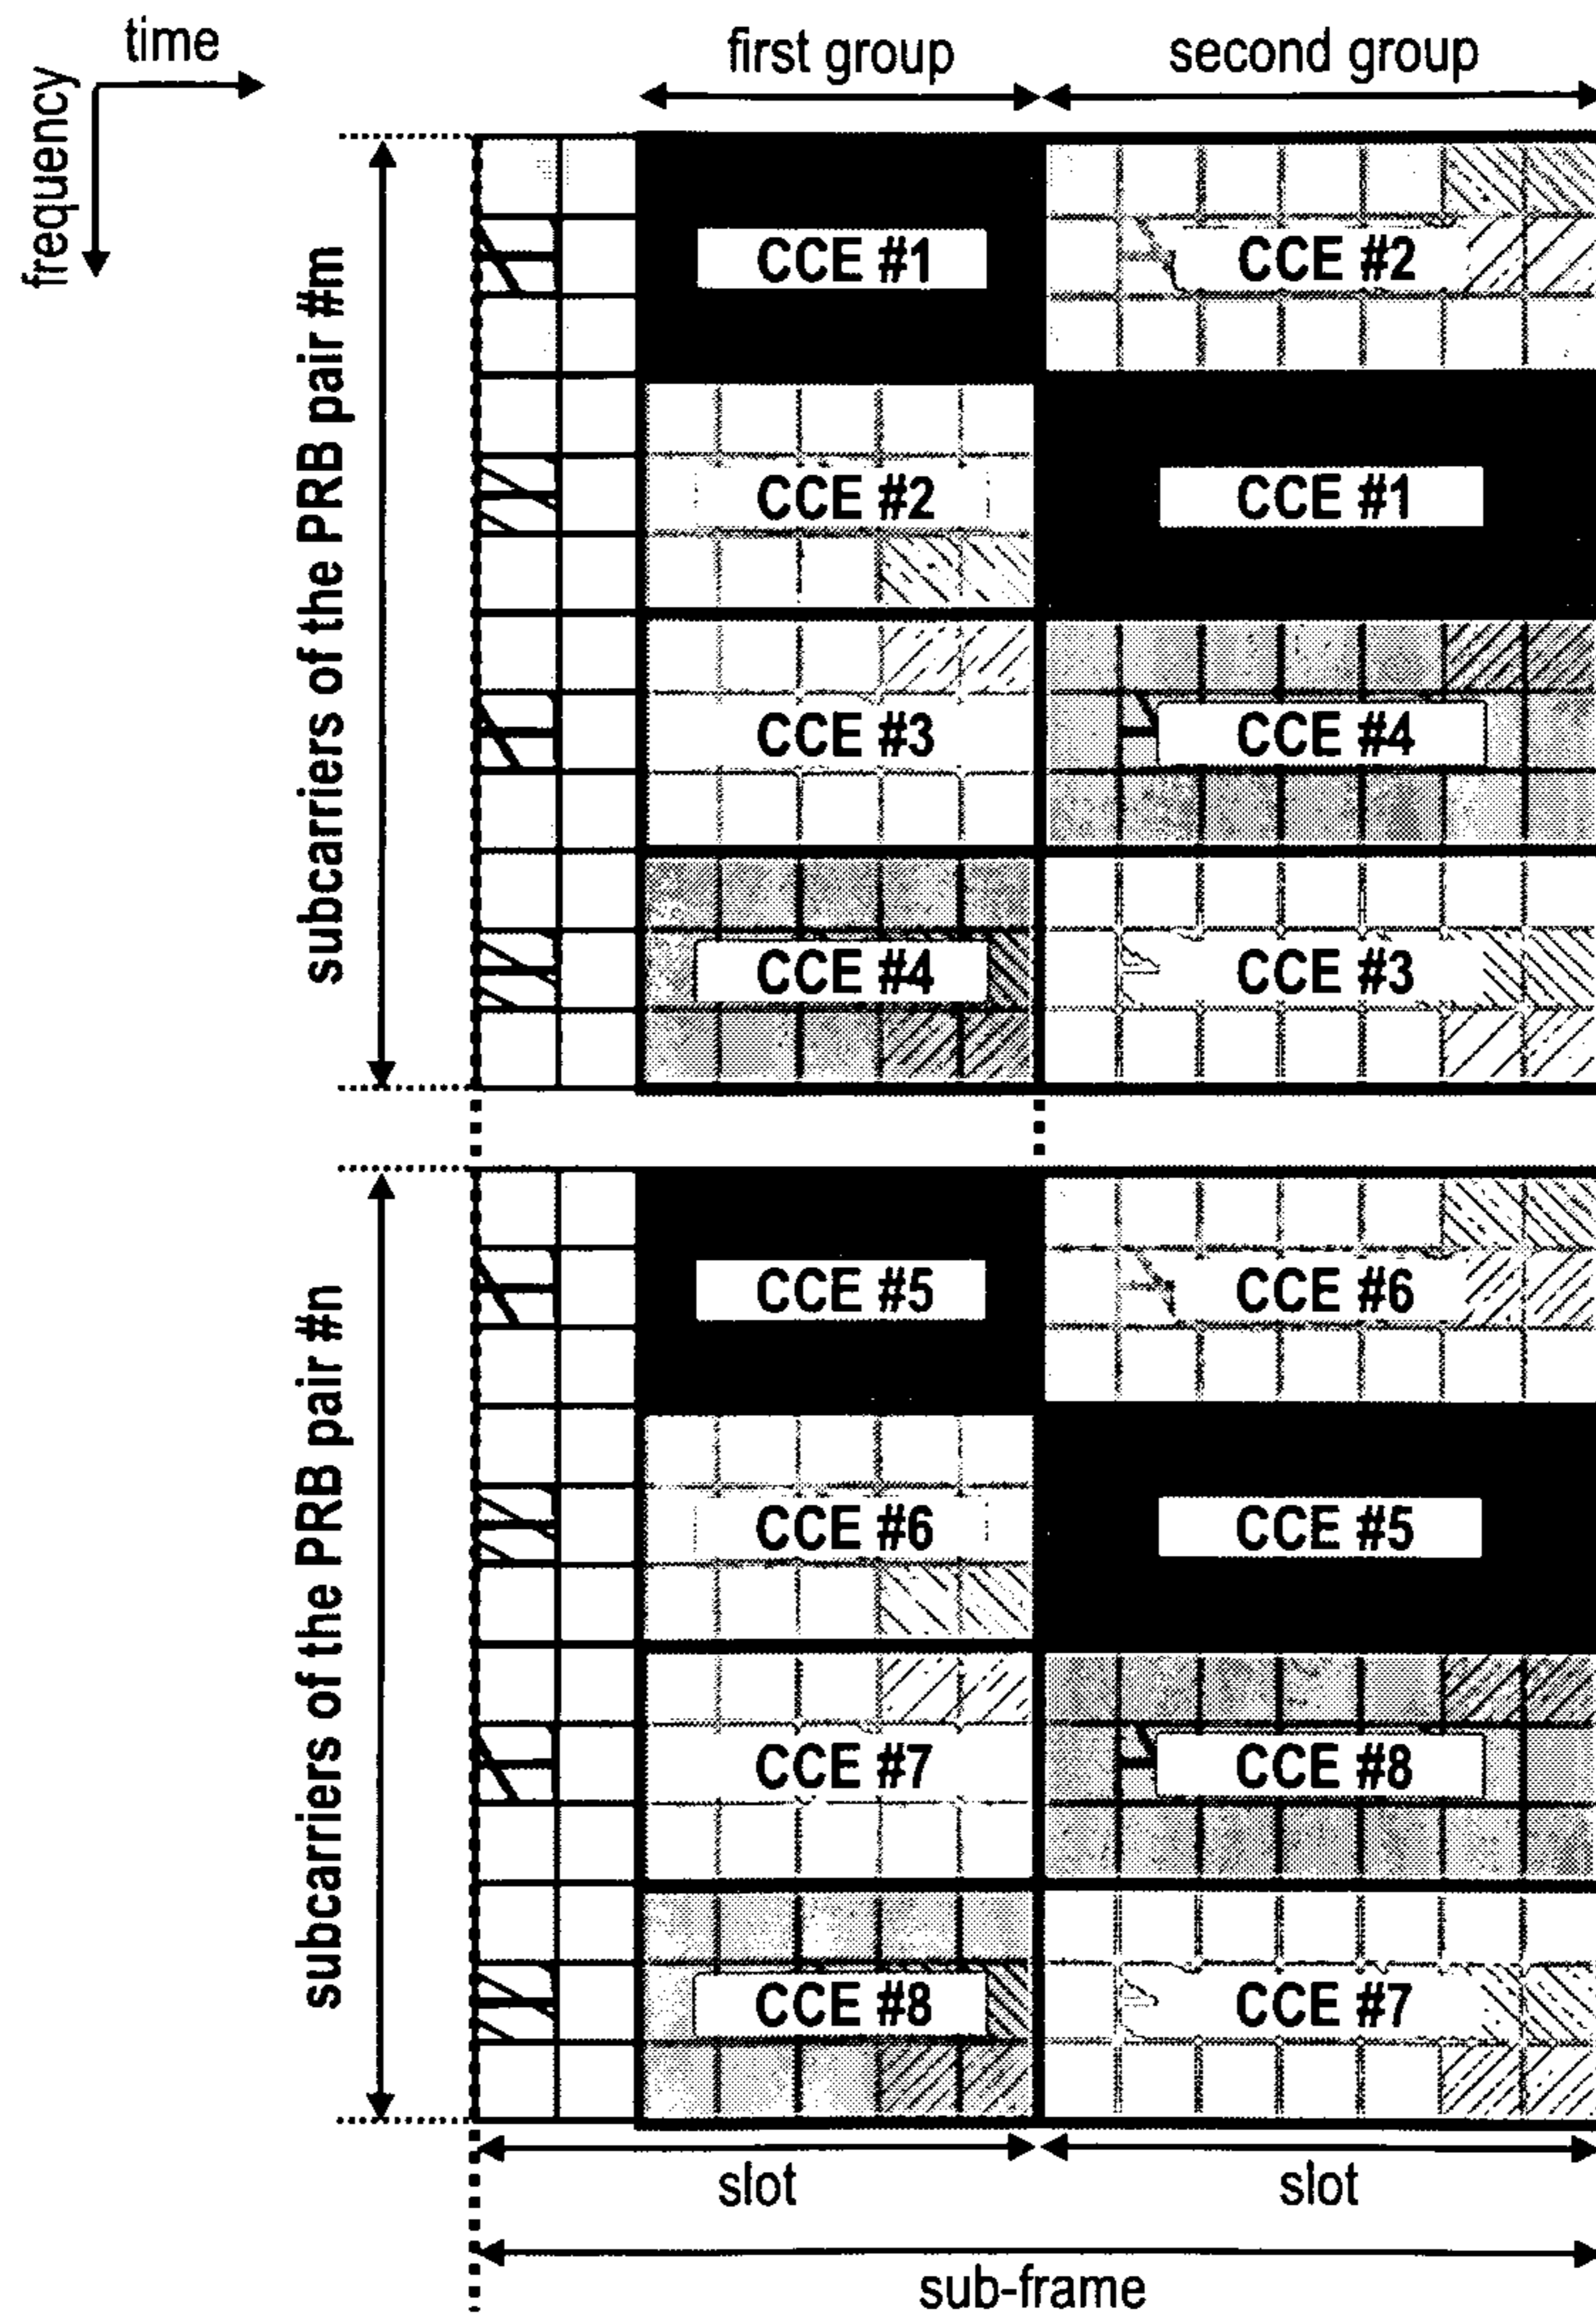 time
first group
second group
frequency
subcarriers of the PRB pair #m
CCE #1
CCE #2
CCE #2
CCE #1
CCE #3
CCE #4
CCE #4
CCE #3
subcarriers of the PRB pair #n
CCE #5
CCE #6
CCE #6
CCE #5
CCE #7
CCE #8
CCE #8
CCE #7
slot
slot
sub-frame